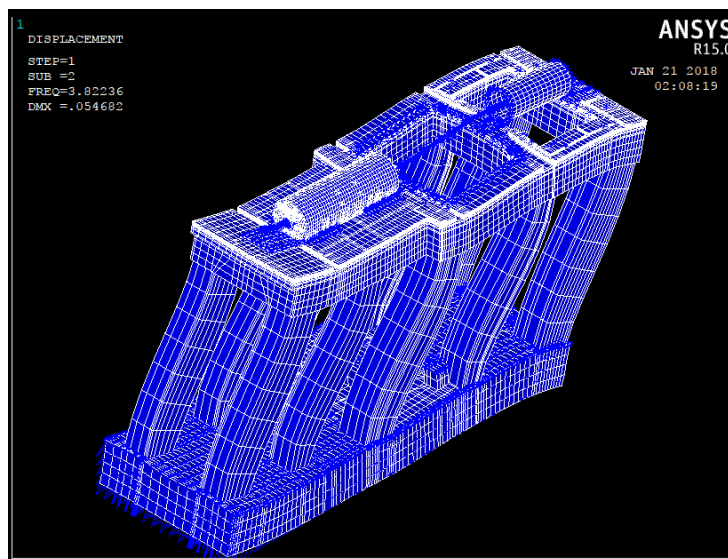 1
DISPLACEMENT
STEP=1
SUB =2
FREQ=3.82236
DMX =.054682
ANSYS
R15.0
JAN 21 2018
02:08:19